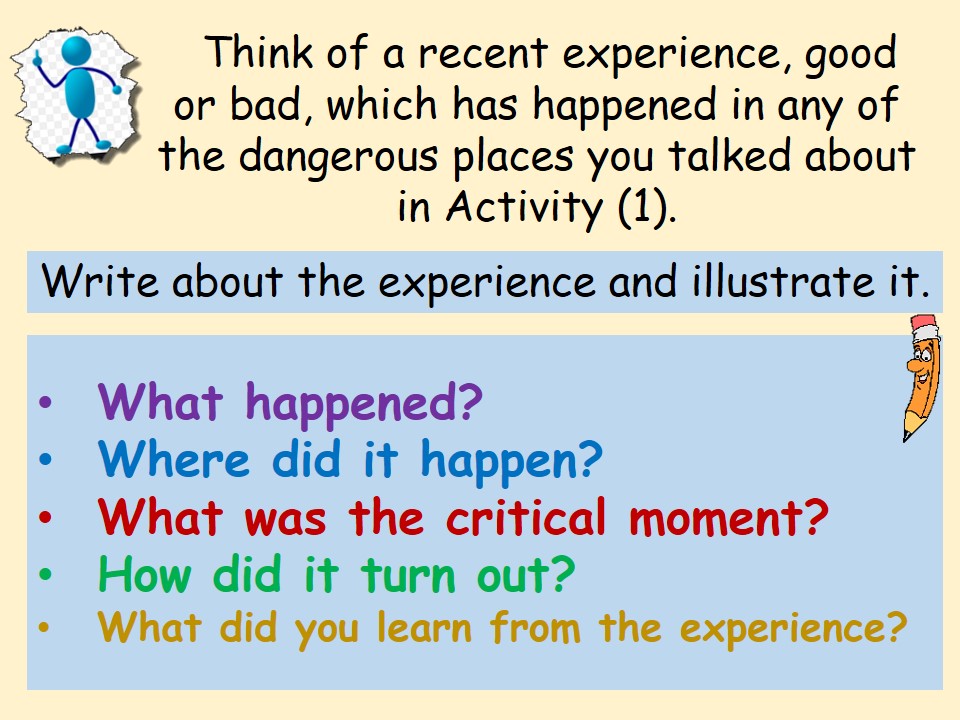 Think of a recent experience, good
or bad, which has happened in any of
the dangerous places you talked about
in Activity (1).
Write about the experience and illustrate it.
• What happened?
• Where did it happen?
• What was the critical moment?
• How did it turn out?
• What did you learn from the experience?